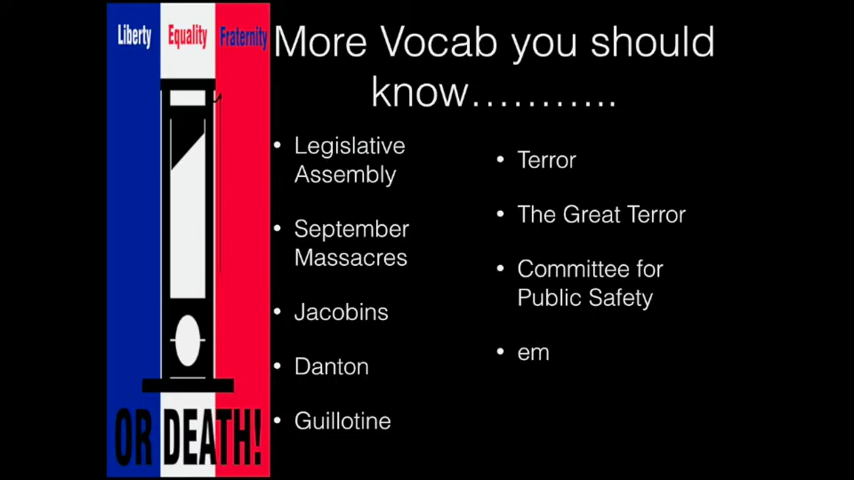 Liberty Equality Fraternity
OR DEATH!
More Vocab you should
know………..
• Legislative
Assembly
• September
Massacres
• Jacobins
• Danton
• Guillotine
• Terror
• The Great Terror
• Committee for
Public Safety
• em